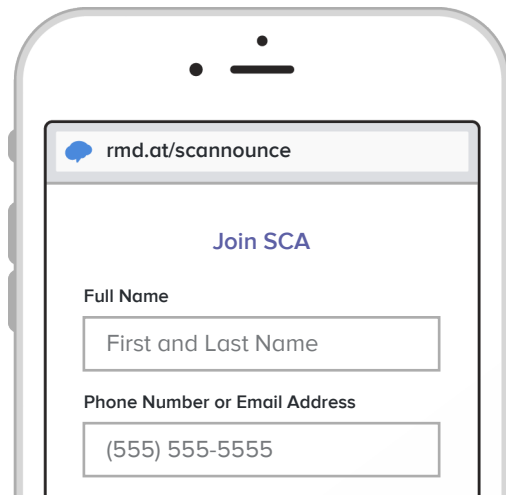 rmd.at/scannounce
Join SCA
Full Name
First and Last Name
Phone Number or Email Address
(555) 555-5555